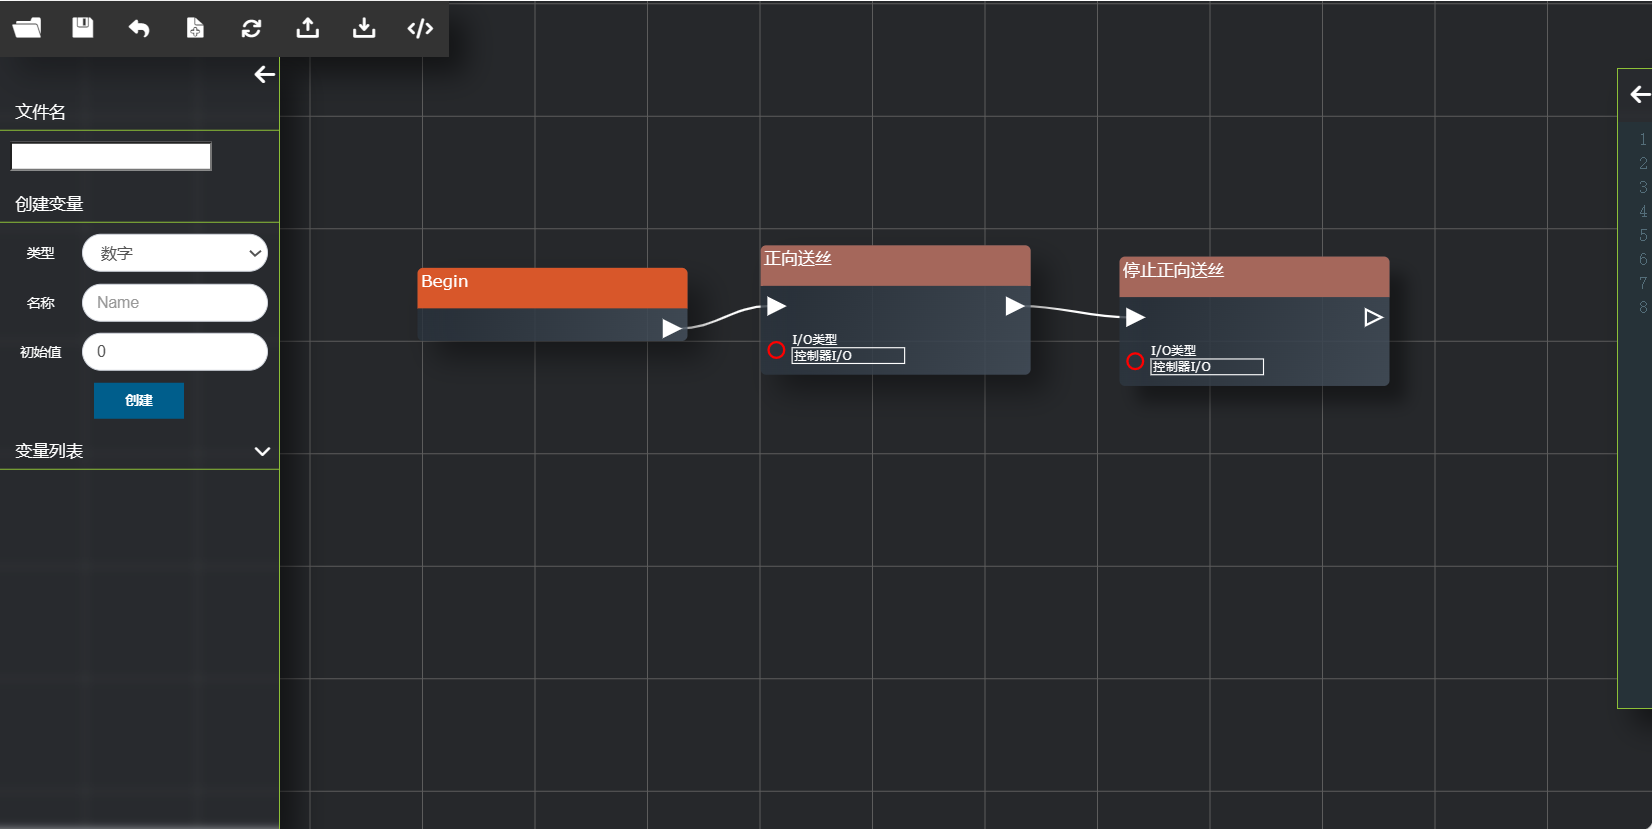 文件名
创建变量
类型
数字
名称
Name
初始值
0
创建
变量列表
Begin
正向送丝
I/O类型
控制器I/O
停止正向送丝
I/O类型
控制器I/O
1
2
3
4
5
6
7
8